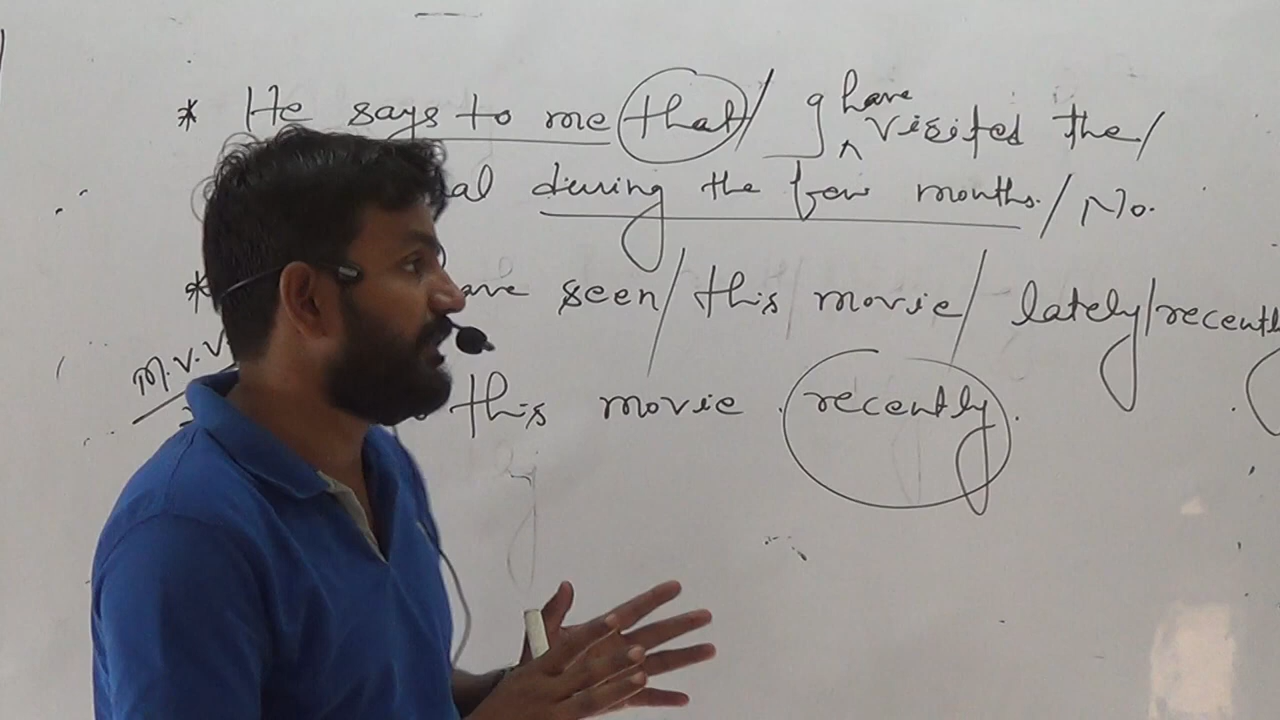 * He says to me that / I have visited the /
al during the few months. / No.
* ave seen / this movie / lately / recentl
M.V.V
this movie recently.